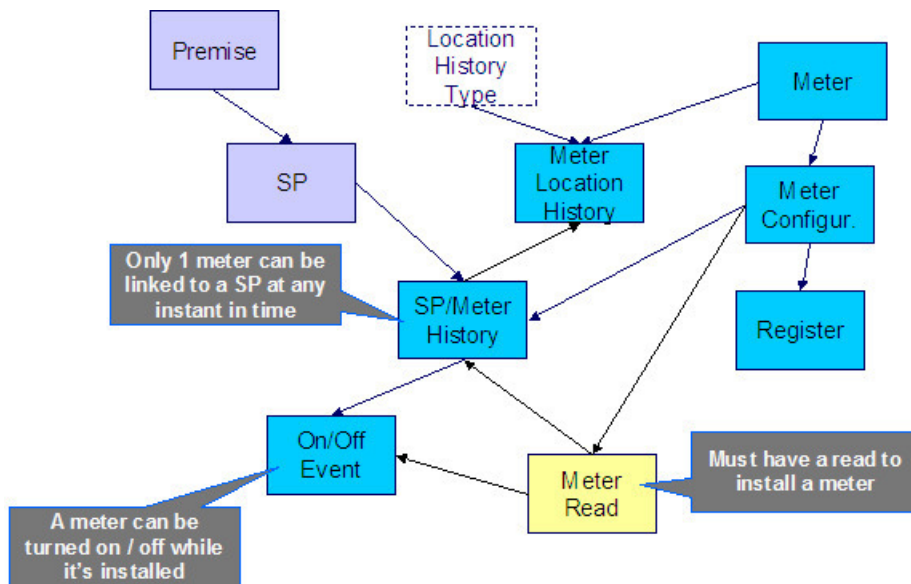 Premise
Location
History
Type
Meter
SP
Meter
Location
History
Meter
Configur.
Only 1 meter can be
linked to a SP at any
instant in time
SP/Meter
History
Register
On/Off
Event
Meter
Read
Must have a read to
install a meter
A meter can be
turned on / off while
it's installed